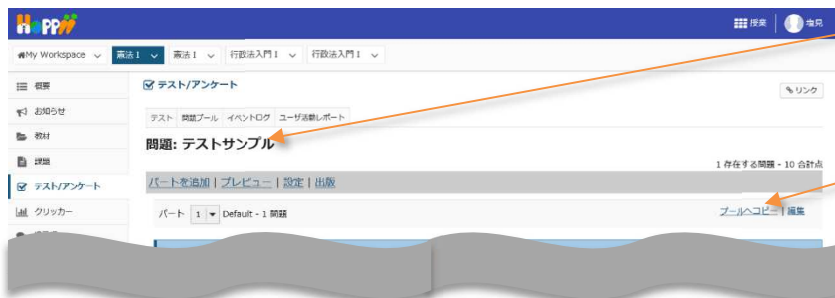 HoPPii
授業
塩見
My Workspace
憲法 I
憲法 I
行政法入門 I
行政法入門 I
概要
テスト/アンケート
リンク
お知らせ
テスト 問題プール イベントログ ユーザ活動レポート
教材
問題: テストサンプル
課題
1 存在する問題 - 10 合計点
テスト/アンケート
パートを追加 | プレビュー | 設定 | 出版
クリッカー
パート 1 Default - 1 問題
プールへコピー | 編集